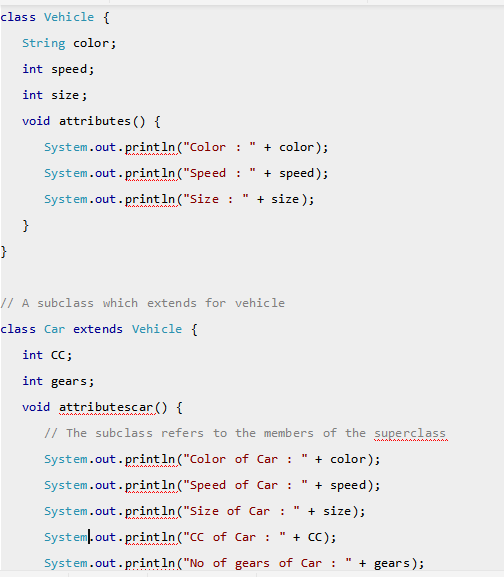 class Vehicle {
String color;
int speed;
int size;
void attributes() {
System.out.println("Color : " + color);
System.out.println("Speed : " + speed);
System.out.println("Size : " + size);
}
}
// A subclass which extends for vehicle
class Car extends Vehicle {
int CC;
int gears;
void attributescar() {
// The subclass refers to the members of the superclass
System.out.println("Color of Car : " + color);
System.out.println("Speed of Car : " + speed);
System.out.println("Size of Car : " + size);
System.out.println("CC of Car : " + CC);
System.out.println("No of gears of Car : " + gears);